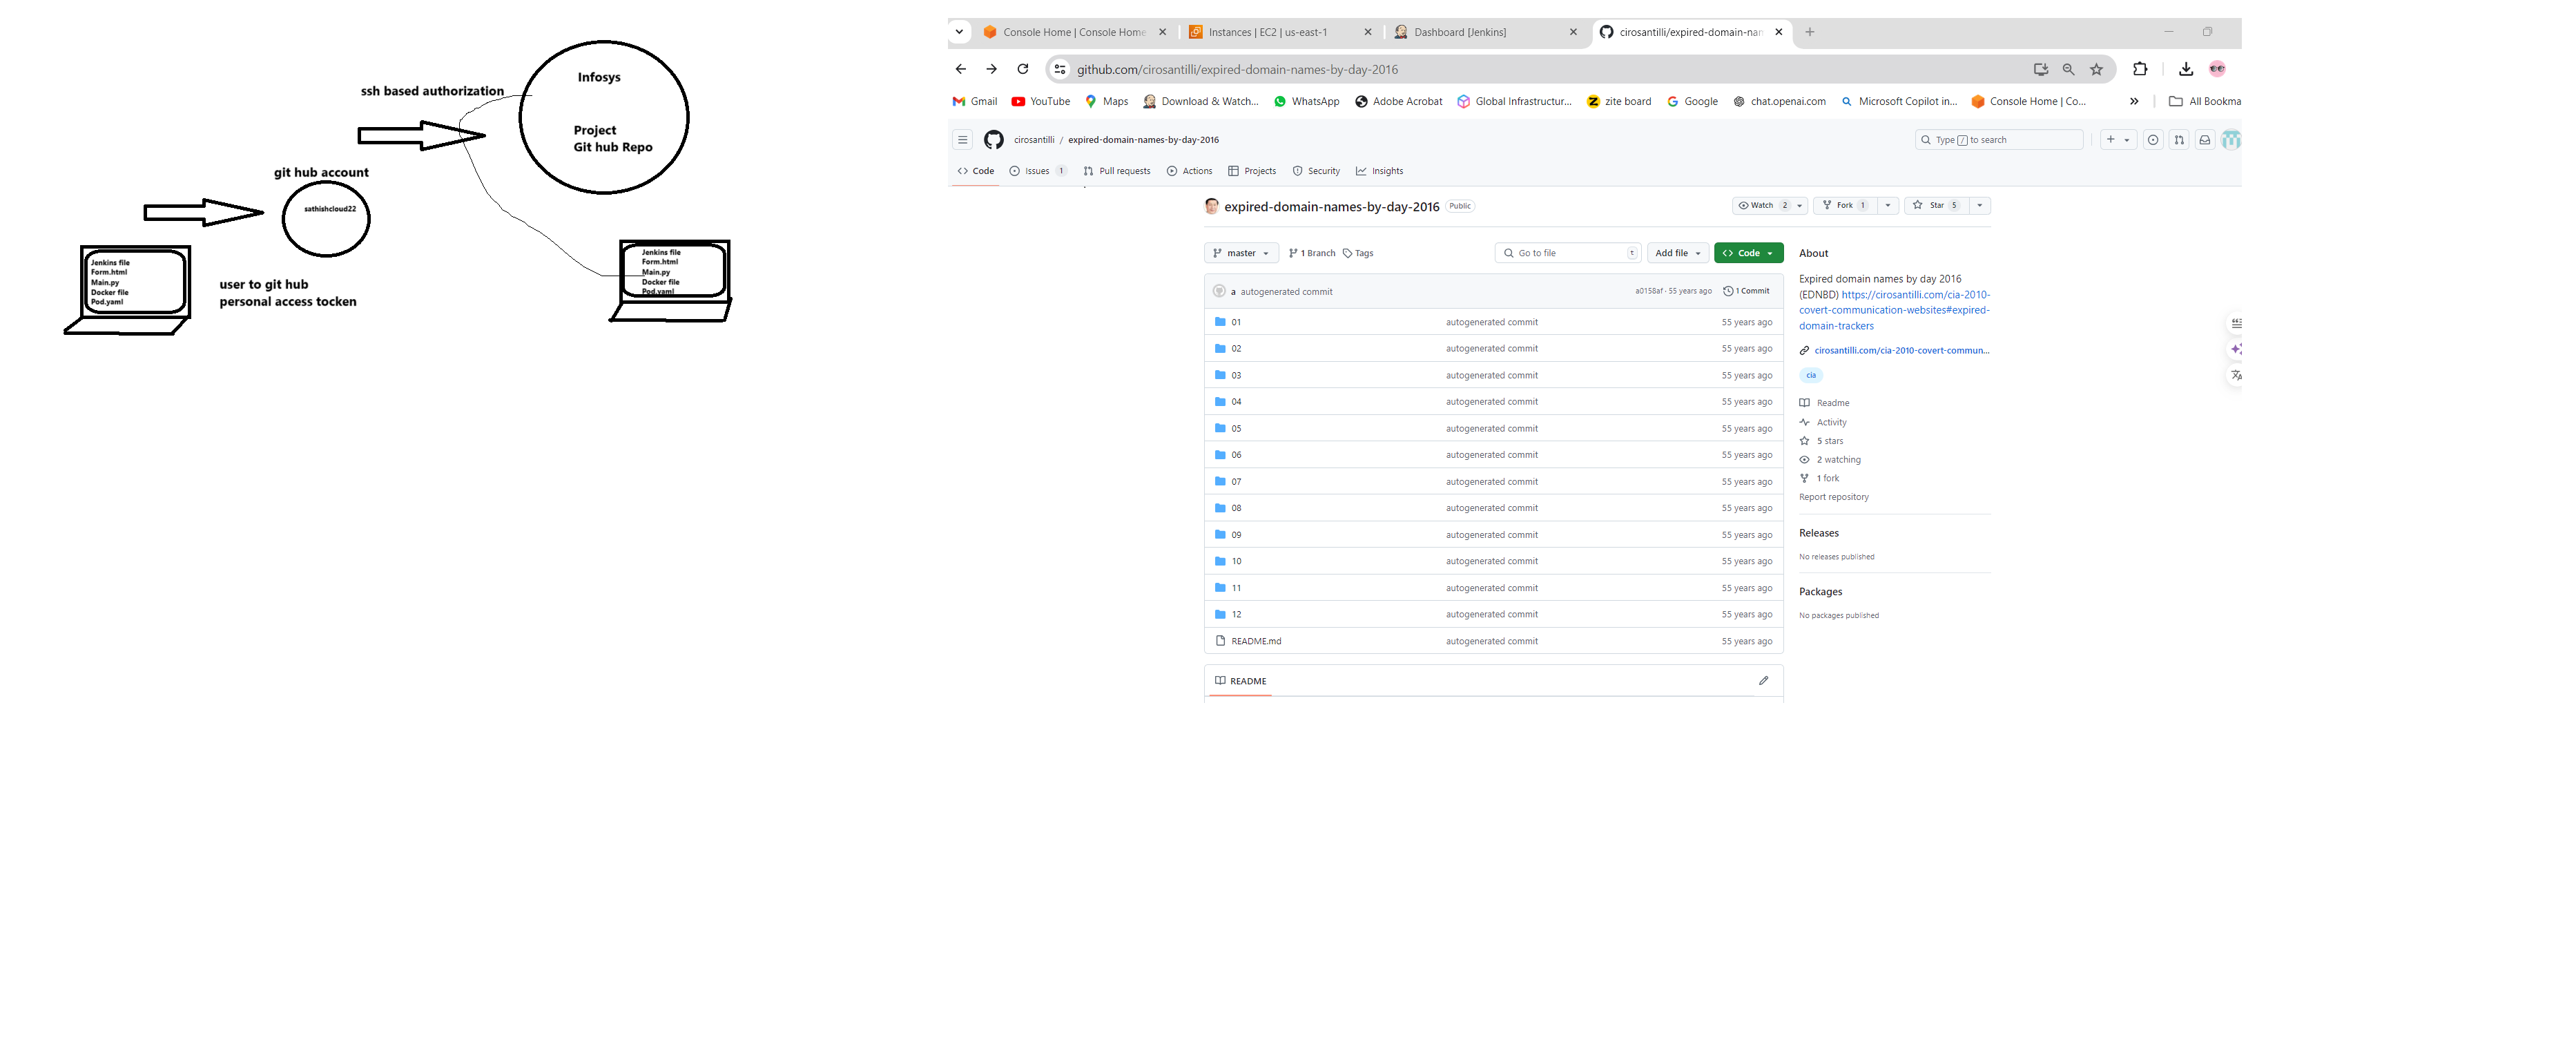 Infosys
ssh based authorization
Project
Git hub Repo
git hub account
sathishcloud22
Jenkins file
Form.html
Main.py
Docker file
Pod.yaml
user to git hub
personal access tocken
Jenkins file
Form.html
Main.py
Docker file
Pod.yaml
Console Home | Console Home
Instances | EC2 | us-east-1
Dashboard [Jenkins]
cirosantilli/expired-domain-nam
github.com/cirosantilli/expired-domain-names-by-day-2016
Gmail
YouTube
Maps
Download & Watch...
WhatsApp
Adobe Acrobat
Global Infrastructur...
zite board
Google
chat.openai.com
Microsoft Copilot in...
Console Home | Co...
All Bookma
cirosantilli / expired-domain-names-by-day-2016
Type / to search
Code
Issues 1
Pull requests
Actions
Projects
Security
Insights
expired-domain-names-by-day-2016 Public
Watch 2
Fork 1
Star 5
master
1 Branch
Tags
Go to file
t
Add file
Code
a autogenerated commit
a0158af · 55 years ago
1 Commit
01 autogenerated commit 55 years ago
02 autogenerated commit 55 years ago
03 autogenerated commit 55 years ago
04 autogenerated commit 55 years ago
05 autogenerated commit 55 years ago
06 autogenerated commit 55 years ago
07 autogenerated commit 55 years ago
08 autogenerated commit 55 years ago
09 autogenerated commit 55 years ago
10 autogenerated commit 55 years ago
11 autogenerated commit 55 years ago
12 autogenerated commit 55 years ago
README.md autogenerated commit 55 years ago
README
About
Expired domain names by day 2016
(EDNBD) https://cirosantilli.com/cia-2010-
covert-communication-websites#expired-
domain-trackers
cirosantilli.com/cia-2010-covert-commun...
cia
Readme
Activity
5 stars
2 watching
1 fork
Report repository
Releases
No releases published
Packages
No packages published